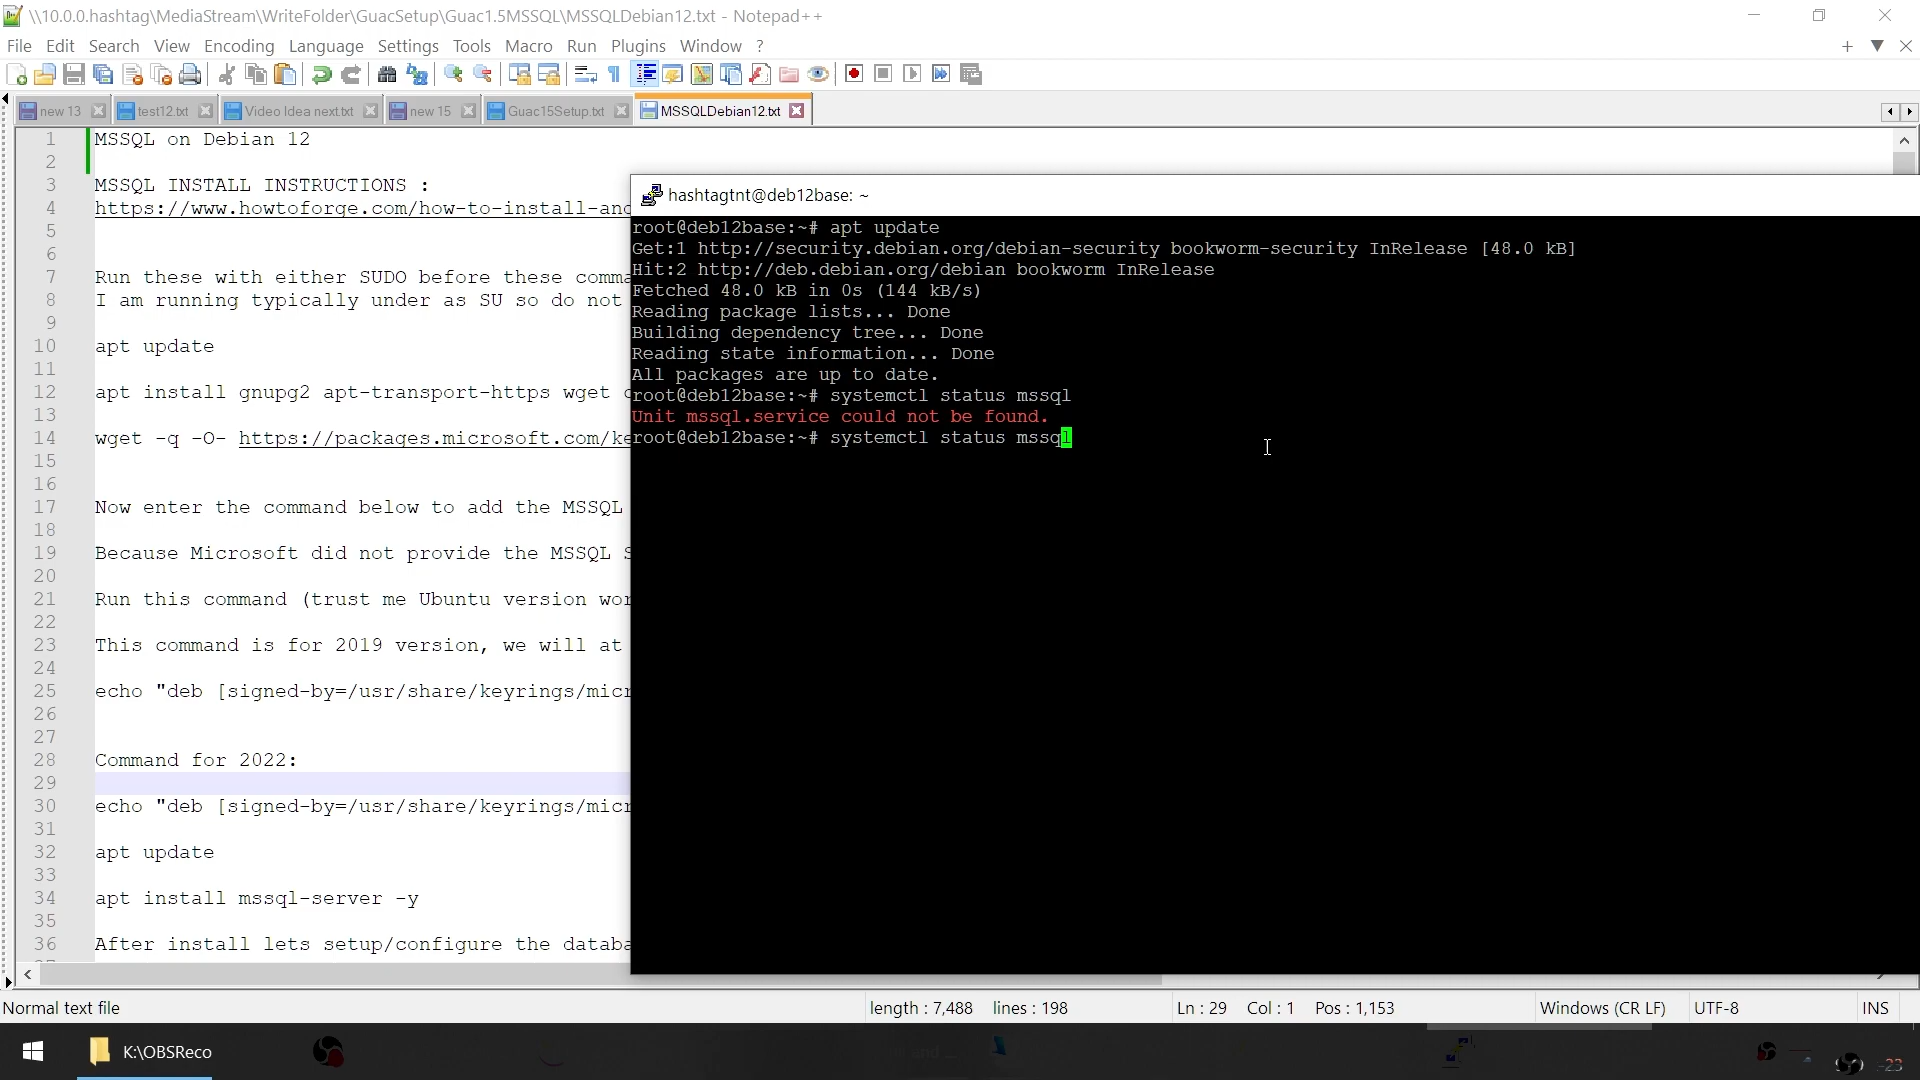 \\10.0.0.hashtag\MediaStream\WriteFolder\GuacSetup\Guac1.5MSSQL\MSSQLDebian12.txt - Notepad++
File Edit Search View Encoding Language Settings Tools Macro Run Plugins Window ?
new 13 test12.txt Video Idea next.txt new 15 Guac15Setup.txt MSSQLDebian12.txt
1 MSSQL on Debian 12
2
3 MSSQL INSTALL INSTRUCTIONS :
4 https://www.howtoforge.com/how-to-install-and
5
6
7 Run these with either SUDO before these comma
8 I am running typically under as SU so do not
9
10 apt update
11
12 apt install gnupg2 apt-transport-https wget
13
14 wget -q -O- https://packages.microsoft.com/ke
15
16
17 Now enter the command below to add the MSSQL
18
19 Because Microsoft did not provide the MSSQL S
20
21 Run this command (trust me Ubuntu version wor
22
23 This command is for 2019 version, we will at
24
25 echo "deb [signed-by=/usr/share/keyrings/micr
26
27
28 Command for 2022:
29
30 echo "deb [signed-by=/usr/share/keyrings/micr
31
32 apt update
33
34 apt install mssql-server -y
35
36 After install lets setup/configure the databa
hashtagtnt@deb12base: ~
root@deb12base:~# apt update
Get:1 http://security.debian.org/debian-security bookworm-security InRelease [48.0 kB]
Hit:2 http://deb.debian.org/debian bookworm InRelease
Fetched 48.0 kB in 0s (144 kB/s)
Reading package lists... Done
Building dependency tree... Done
Reading state information... Done
All packages are up to date.
root@deb12base:~# systemctl status mssql
Unit mssql.service could not be found.
root@deb12base:~# systemctl status mssql
Normal text file length : 7,488 lines : 198 Ln : 29 Col : 1 Pos : 1,153 Windows (CR LF) UTF-8 INS
K:\OBSReco
-23